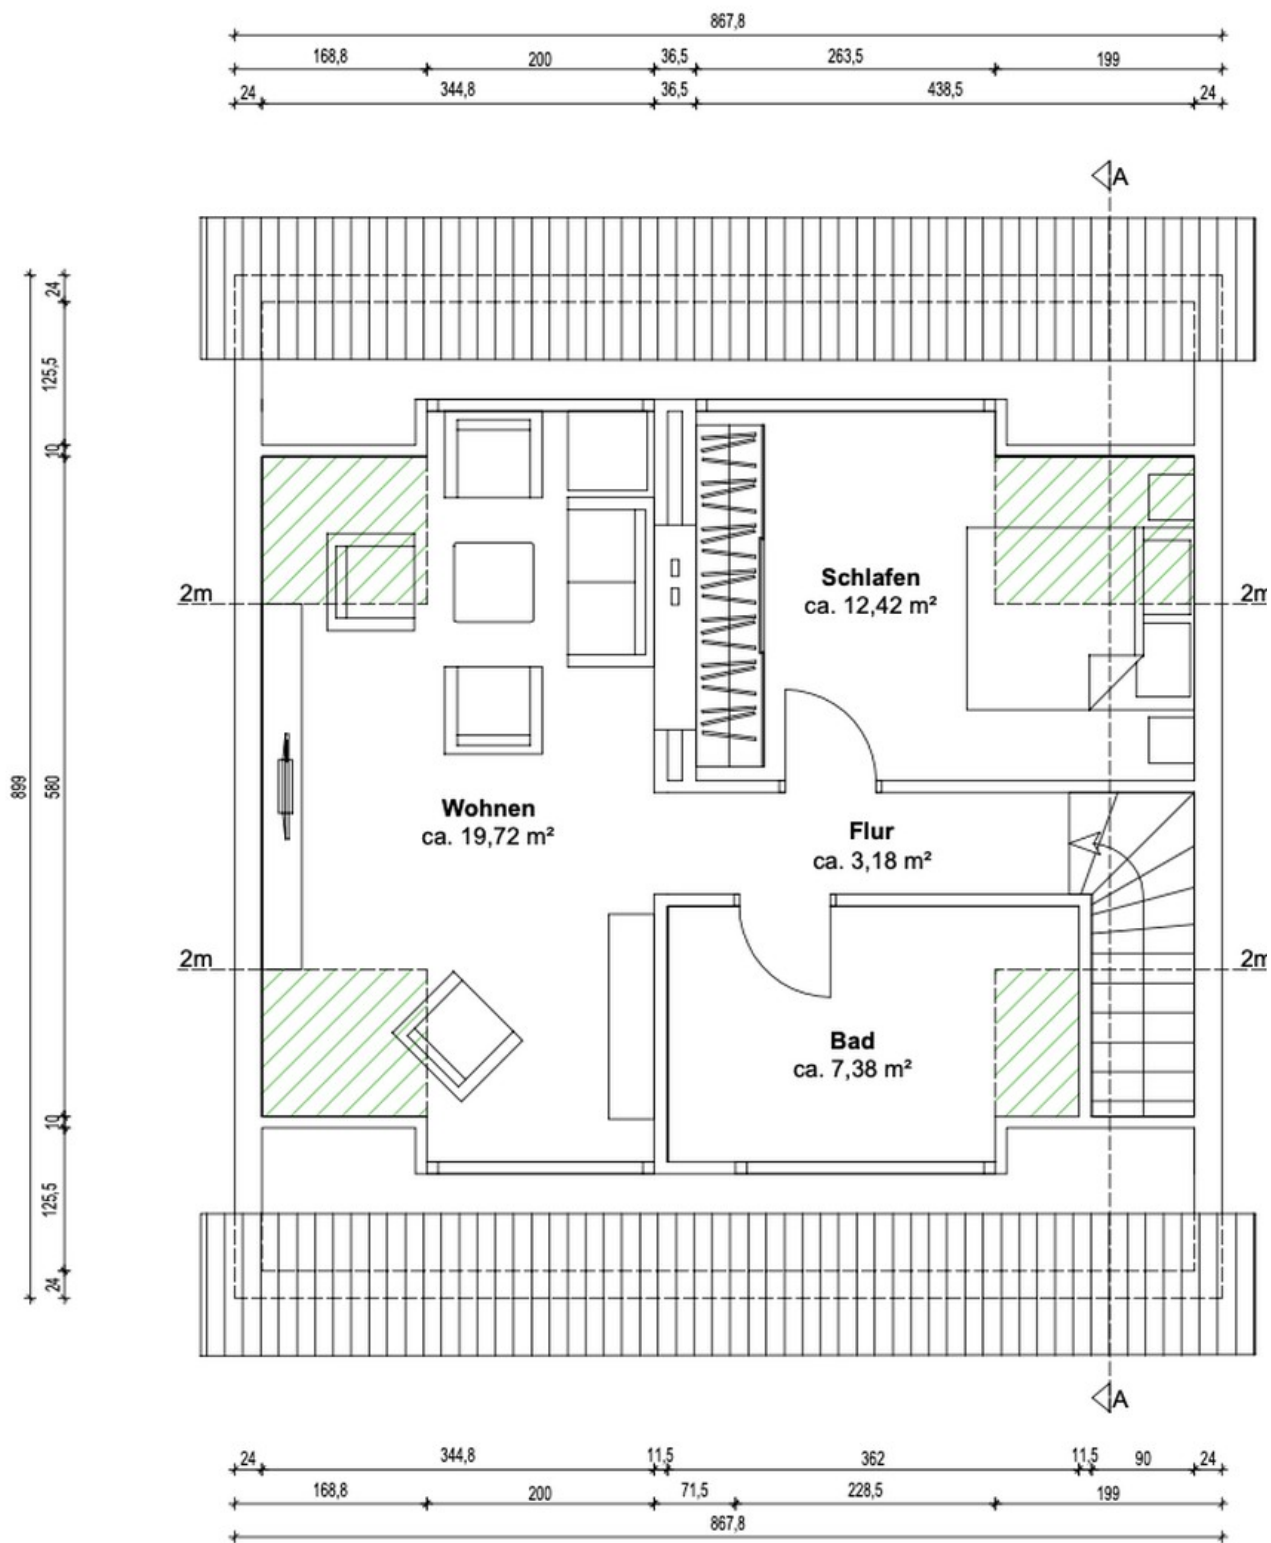 867,8
168,8 200 36,5 263,5 199
24 344,8 36,5 438,5 24
A
24
125,5
10
899
580
10
125,5
24
2m
2m
Schlafen
ca. 12,42 m²
Wohnen
ca. 19,72 m²
Flur
ca. 3,18 m²
2m
2m
Bad
ca. 7,38 m²
A
24 344,8 11,5 362 11,5 90 24
168,8 200 71,5 228,5 199
867,8